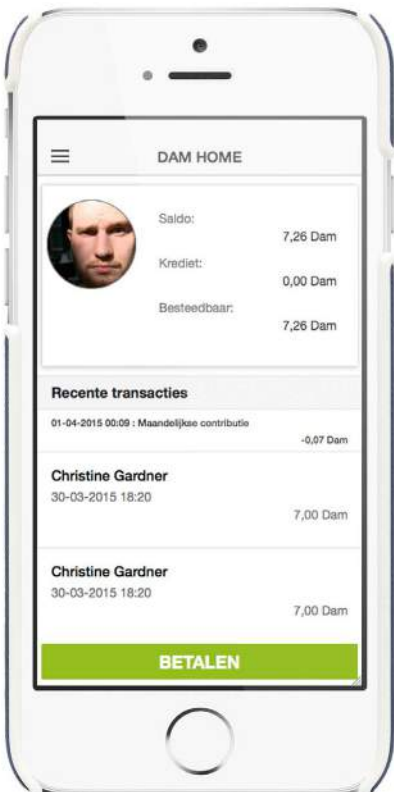 DAM HOME
Saldo:
7,26 Dam
Krediet:
0,00 Dam
Besteedbaar:
7,26 Dam
Recente transacties
01-04-2015 00:09 : Maandelijkse contributie
-0,07 Dam
Christine Gardner
30-03-2015 18:20
7,00 Dam
Christine Gardner
30-03-2015 18:20
7,00 Dam
BETALEN